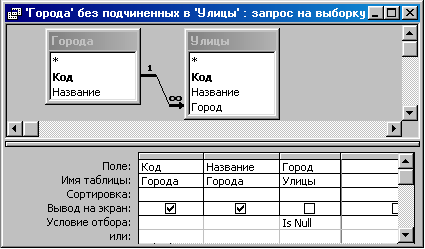 'Города' без подчиненных в 'Улицы' : запрос на выборку
Города
*
Код
Название
1
∞
Улицы
*
Код
Название
Город
Поле: Код Название Город
Имя таблицы: Города Города Улицы
Сортировка:
Вывод на экран:
Условие отбора: Is Null
или: